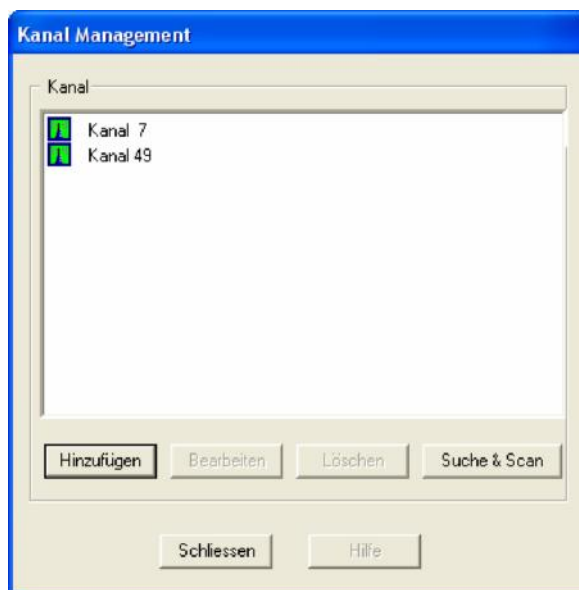 Kanal Management
Kanal
Kanal 7
Kanal 49
Hinzufügen Bearbeiten Löschen Suche & Scan
Schliessen Hilfe